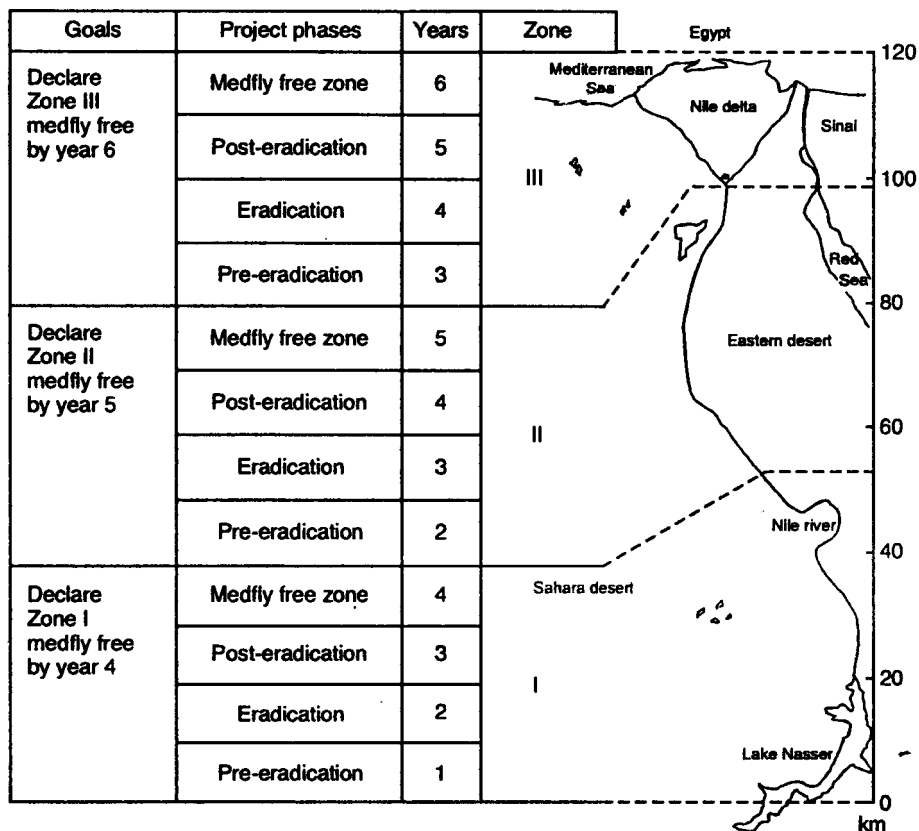 Goals Project phases Years Zone
Declare
Zone III
medfly free
by year 6
Medfly free zone 6
Post-eradication 5
Eradication 4
Pre-eradication 3
III
Declare
Zone II
medfly free
by year 5
Medfly free zone 5
Post-eradication 4
Eradication 3
Pre-eradication 2
II
Declare
Zone I
medfly free
by year 4
Medfly free zone 4
Post-eradication 3
Eradication 2
Pre-eradication 1
I
Egypt
Mediterranean
Sea
Nile delta
Sinai
Red
Sea
Eastern desert
Nile river
Sahara desert
Lake Nasser
120
100
80
60
40
20
0
km